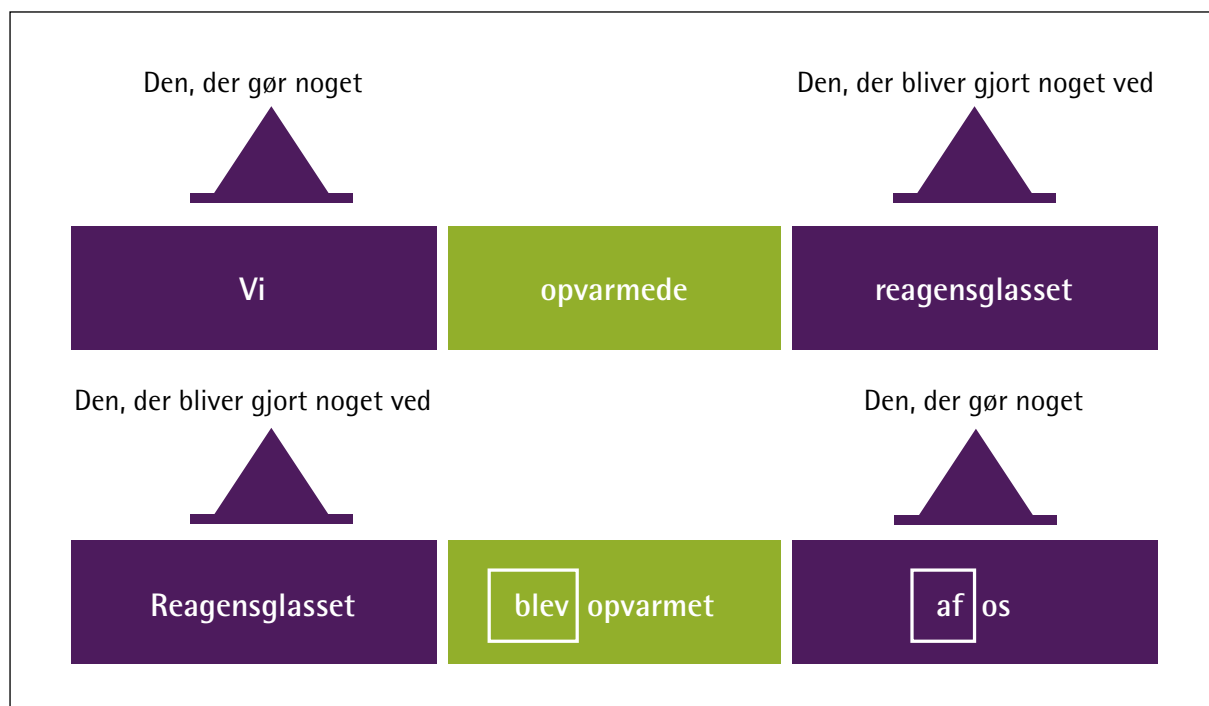 Den, der gør noget
Den, der bliver gjort noget ved
Vi
opvarmede
reagensglasset
Den, der bliver gjort noget ved
Den, der gør noget
Reagensglasset
blev opvarmet
af os